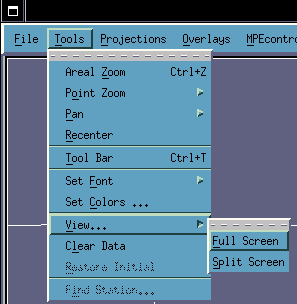 File Tools Projections Overlays MPEcontro
Areal Zoom Ctrl+Z
Point Zoom
Pan
Recenter
Tool Bar Ctrl+T
Set Font
Set Colors ...
View...
Full Screen
Clear Data
Split Screen
Restore Initial
Find Station...